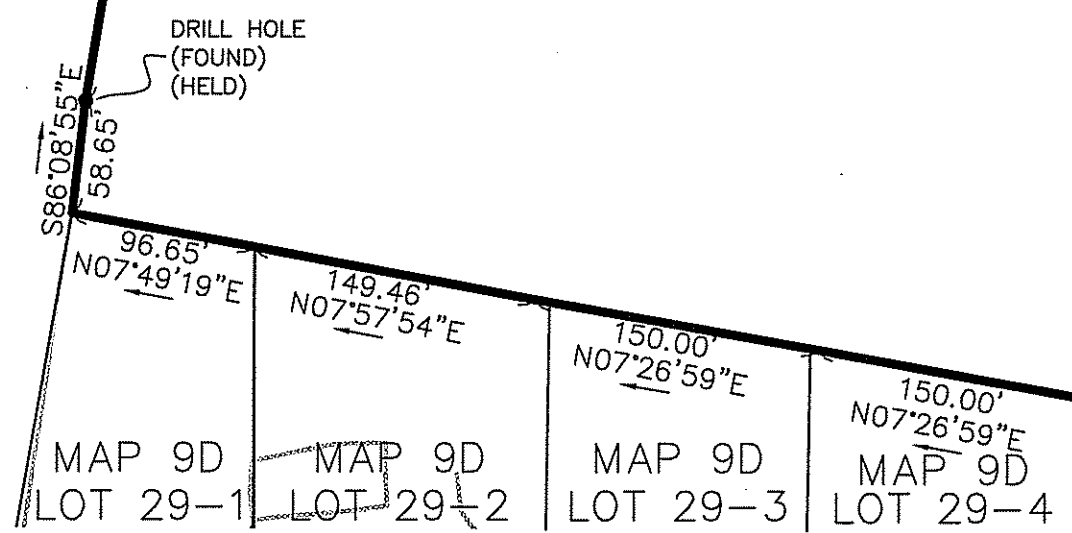 DRILL HOLE
(FOUND)
(HELD)
S86°08'55"E
58.65'
96.65'
N07°49'19"E
149.46'
N07°57'54"E
150.00'
N07°26'59"E
150.00'
N07°26'59"E
MAP 9D
LOT 29-1
MAP 9D
LOT 29-2
MAP 9D
LOT 29-3
MAP 9D
LOT 29-4